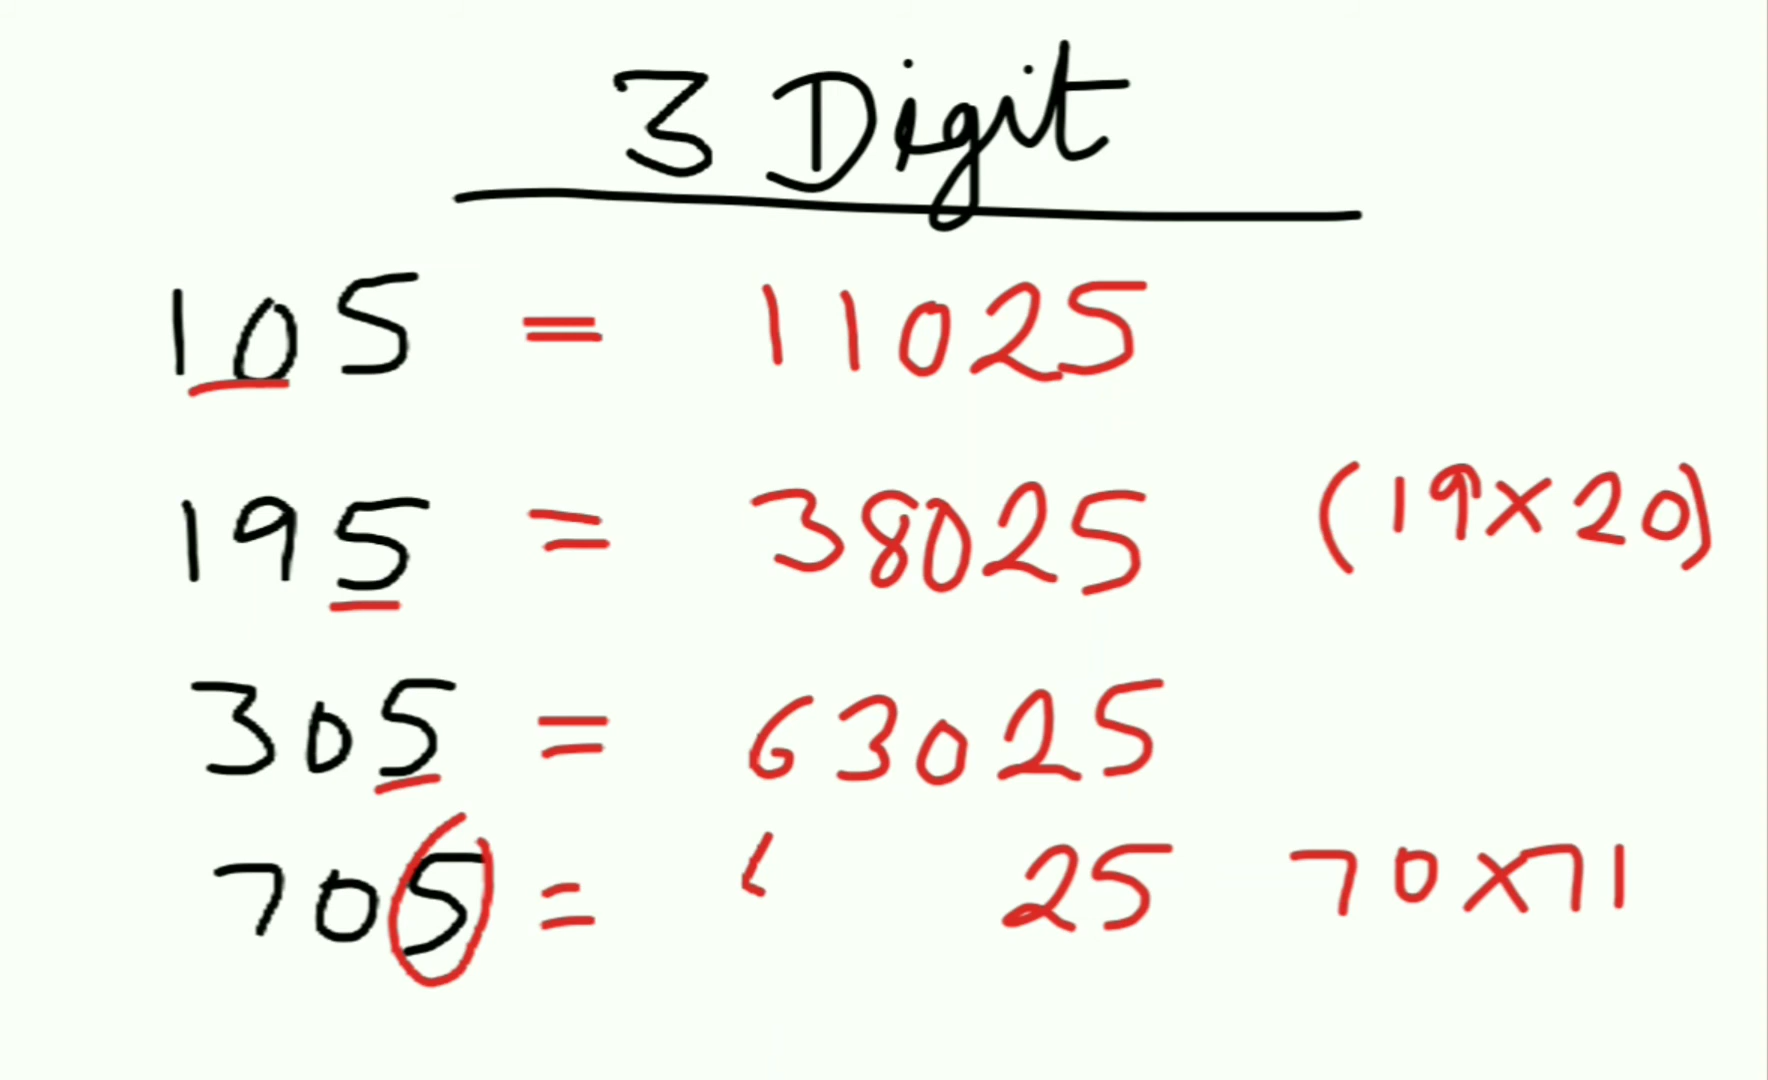 3 Digit
105 = 11025
195 = 38025 (19×20)
305 = 63025
705 = 25 70×71